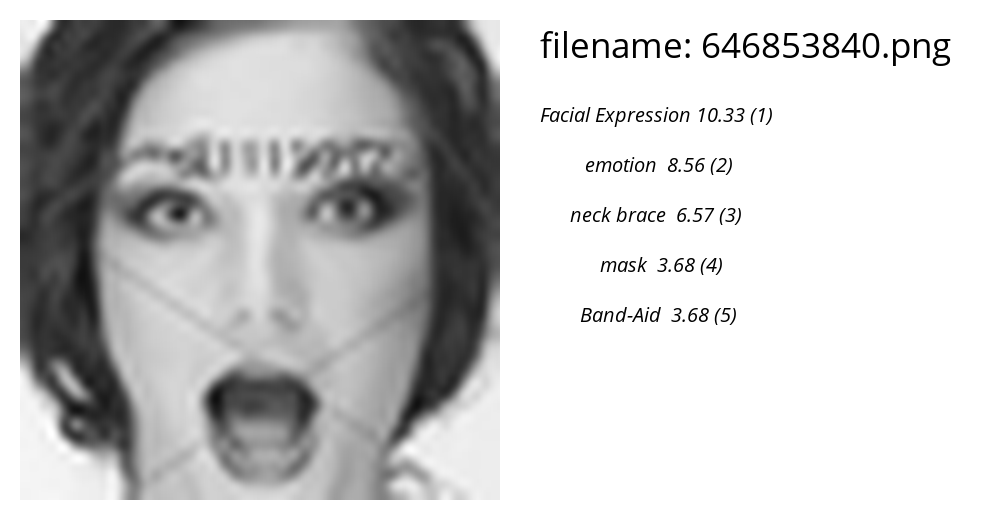 filename: 646853840.png
Facial Expression 10.33 (1)
emotion 8.56 (2)
neck brace 6.57 (3)
mask 3.68 (4)
Band-Aid 3.68 (5)